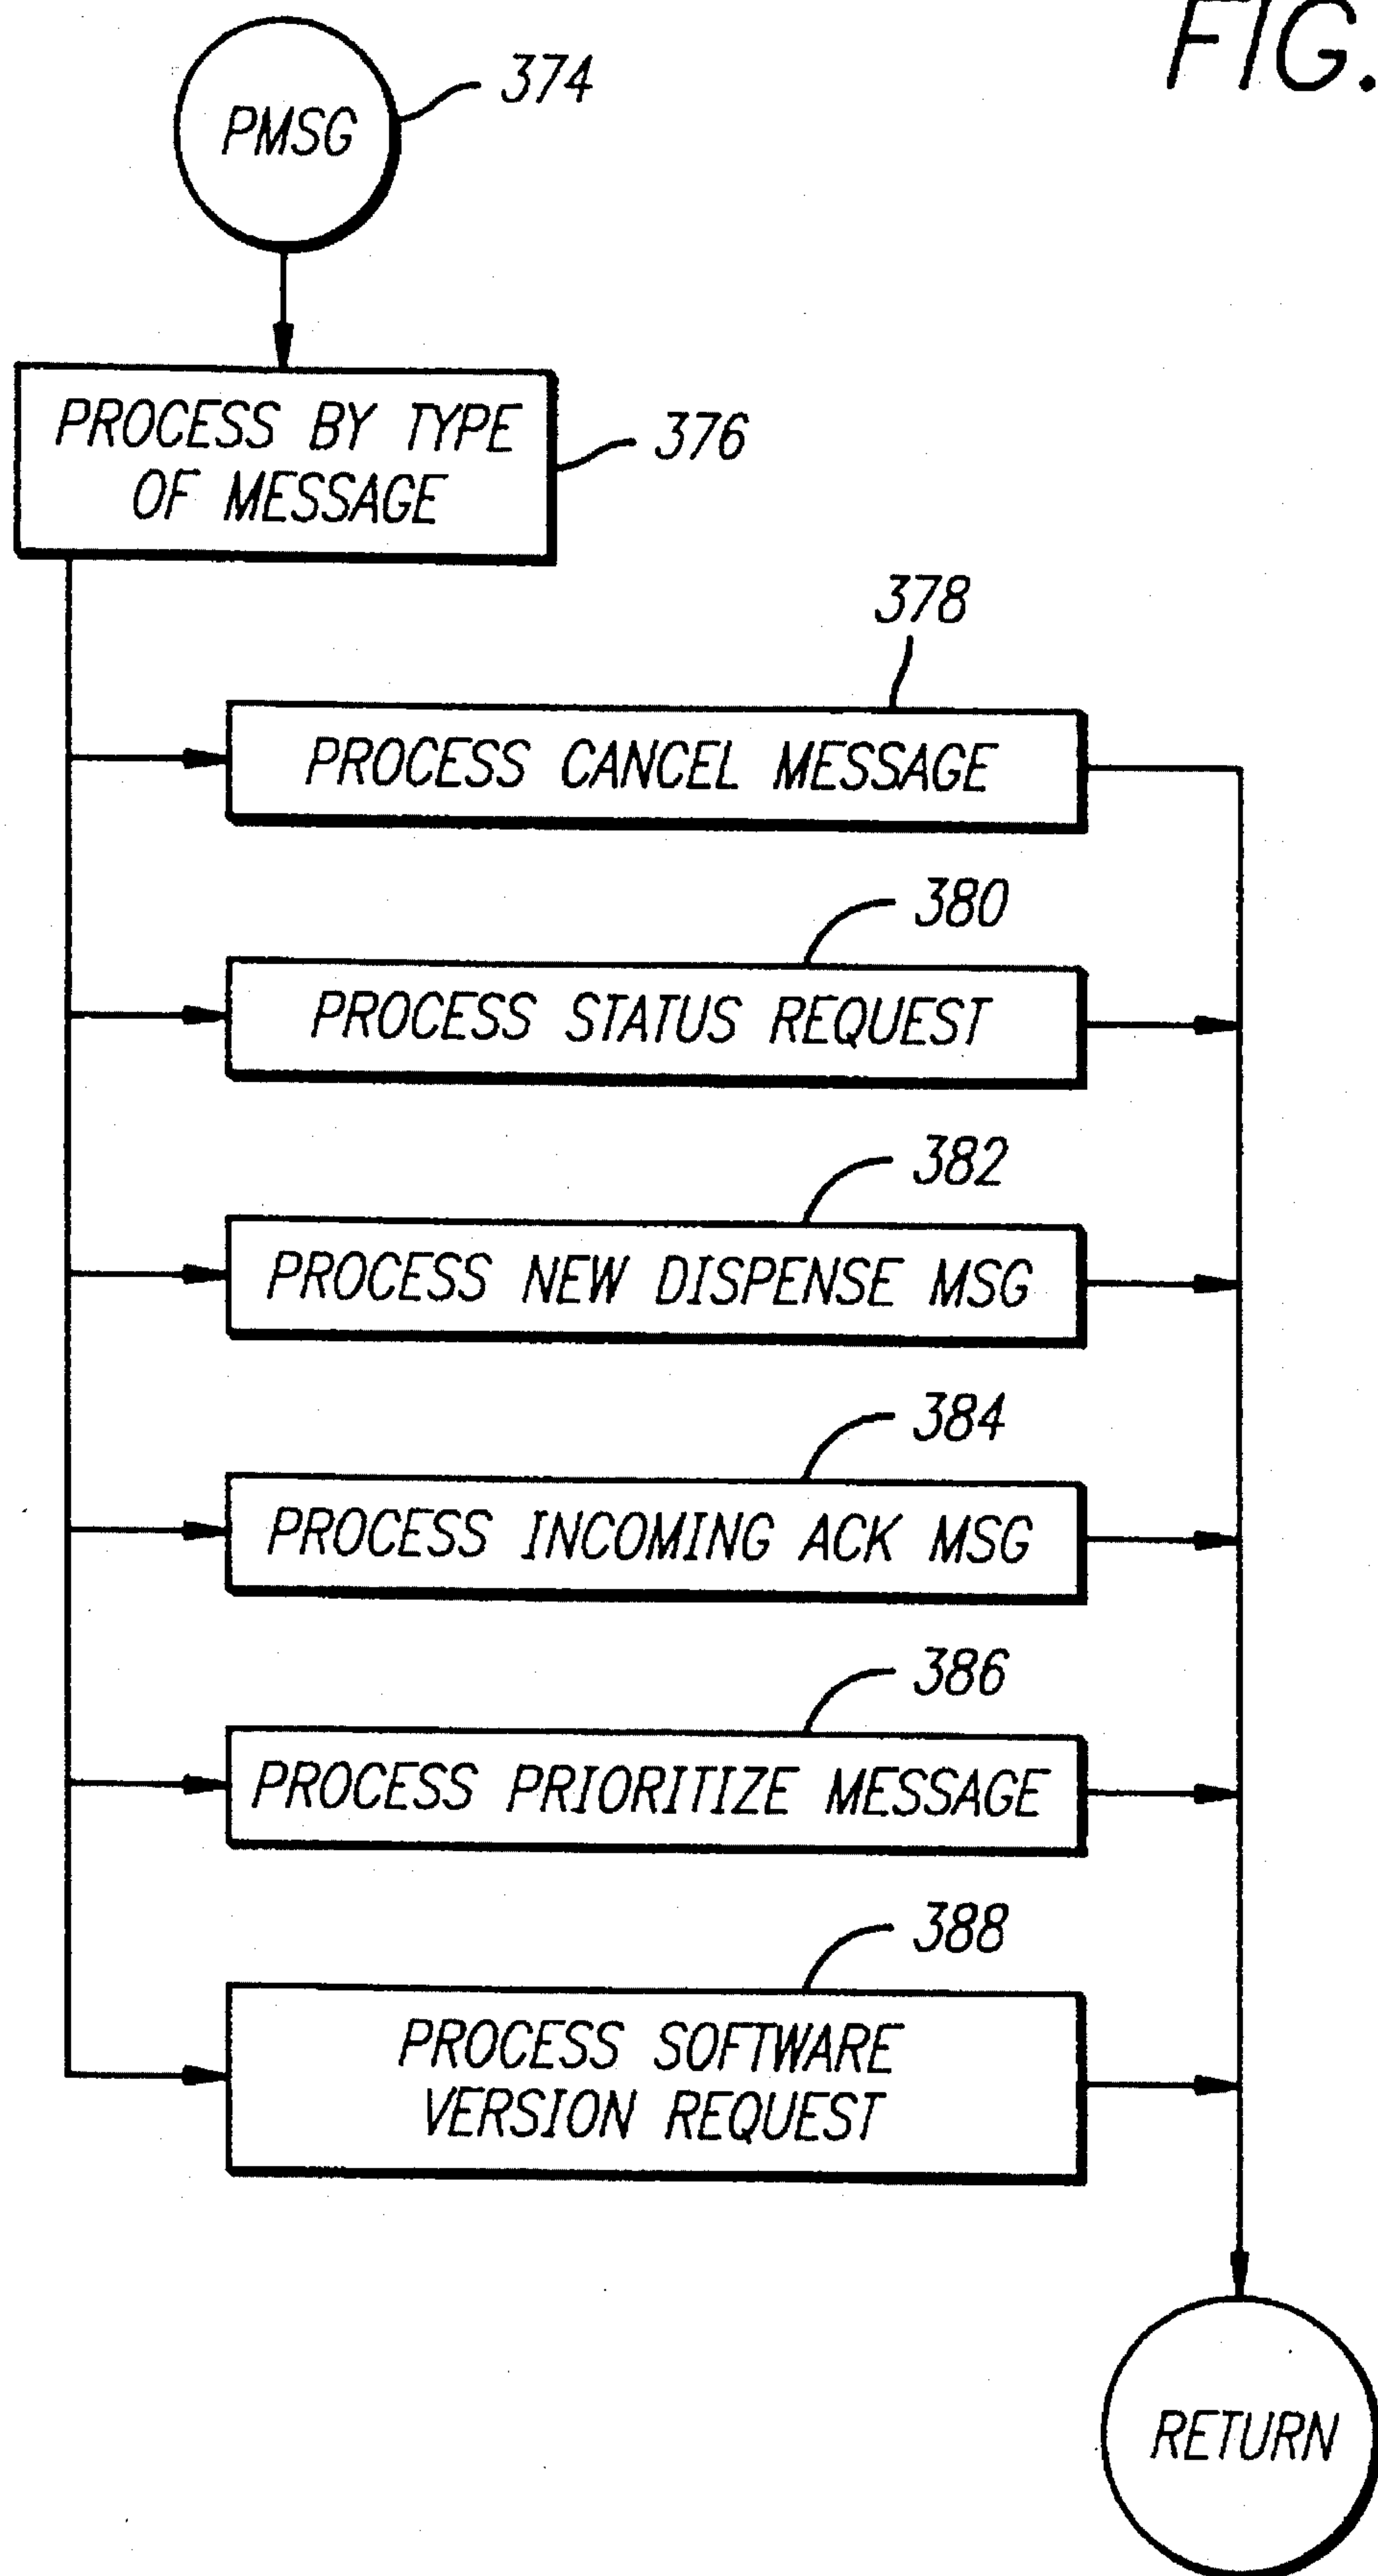 FIG.
PMSG
374
PROCESS BY TYPE
OF MESSAGE
376
378
PROCESS CANCEL MESSAGE
380
PROCESS STATUS REQUEST
382
PROCESS NEW DISPENSE MSG
384
PROCESS INCOMING ACK MSG
386
PROCESS PRIORITIZE MESSAGE
388
PROCESS SOFTWARE
VERSION REQUEST
RETURN